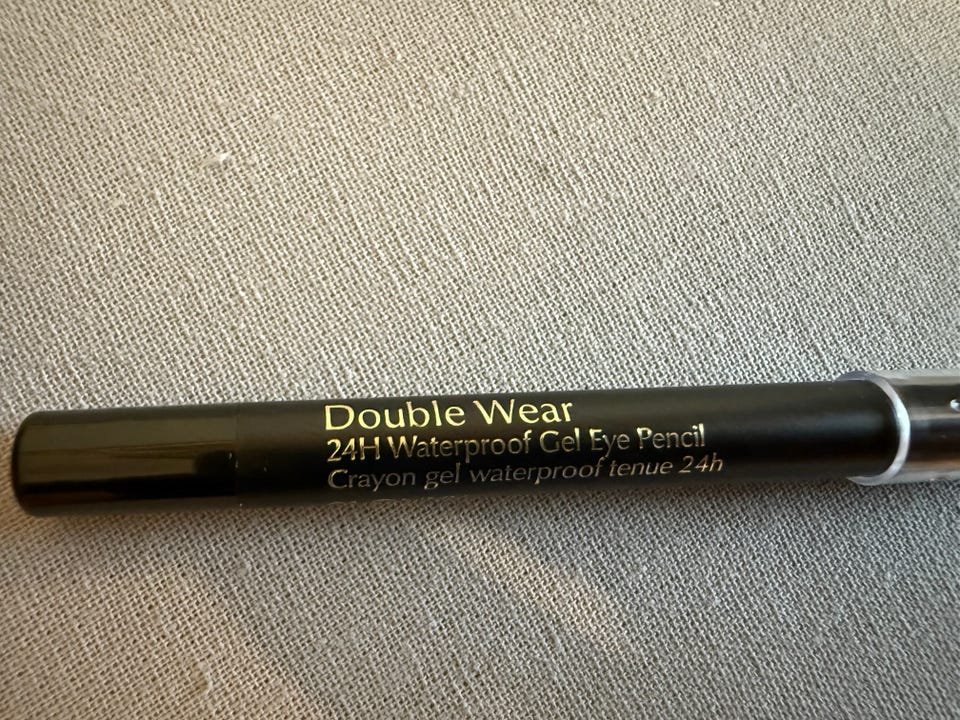 Double Wear
24H Waterproof Gel Eye Pencil
Crayon gel waterproof tenue 24h